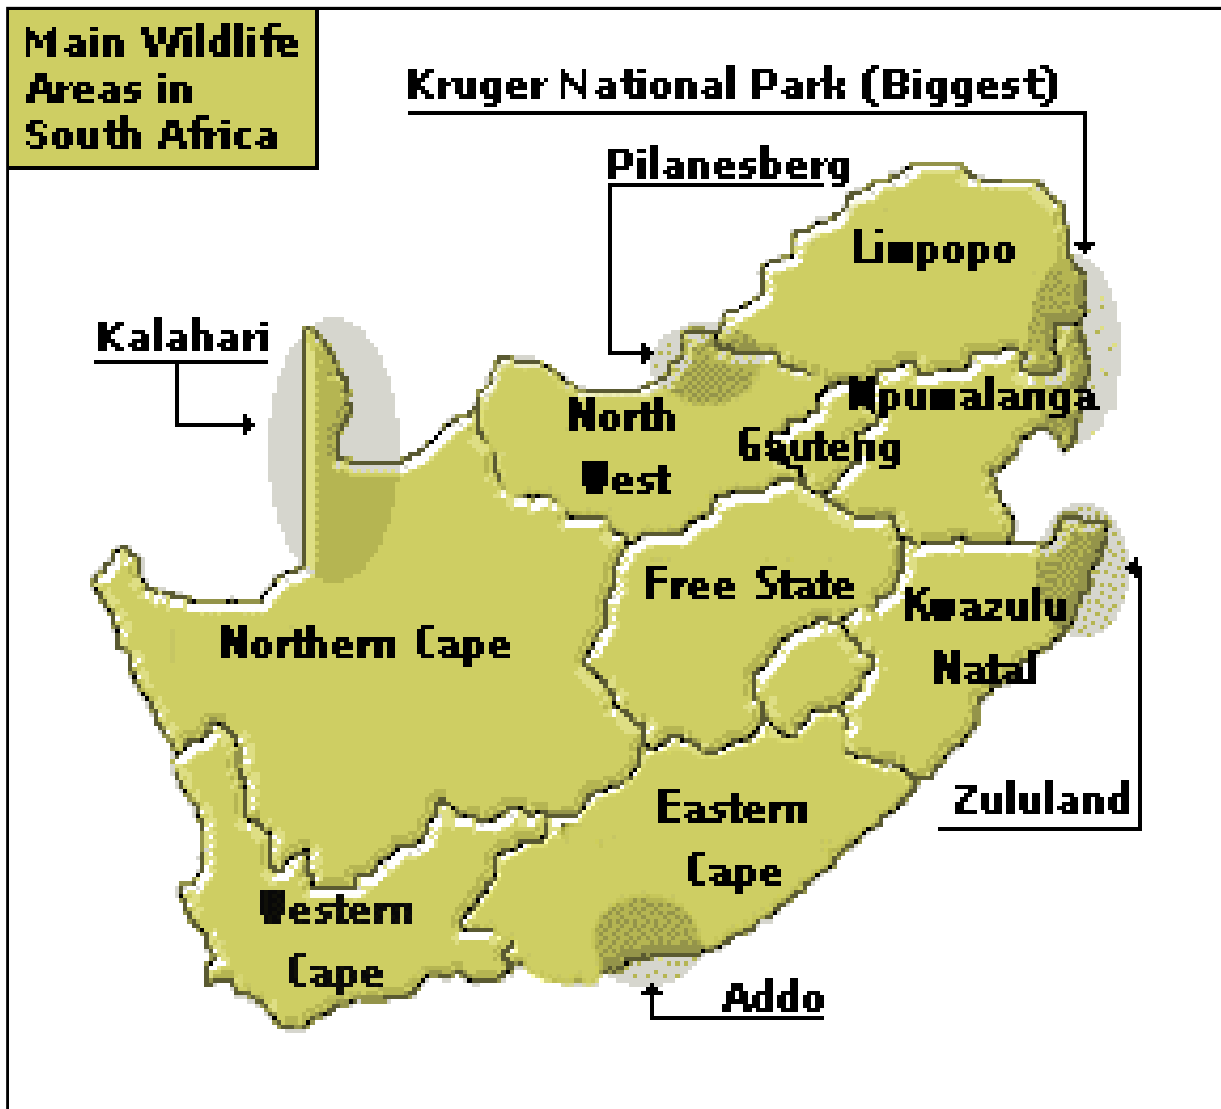 Main Wildlife
Areas in
South Africa
Kruger National Park (Biggest)
Pilanesberg
Limpopo
Kalahari
Mpumalanga
North
West
Gauteng
Free State
Kwazulu
Natal
Northern Cape
Zululand
Eastern
Cape
Western
Cape
Addo